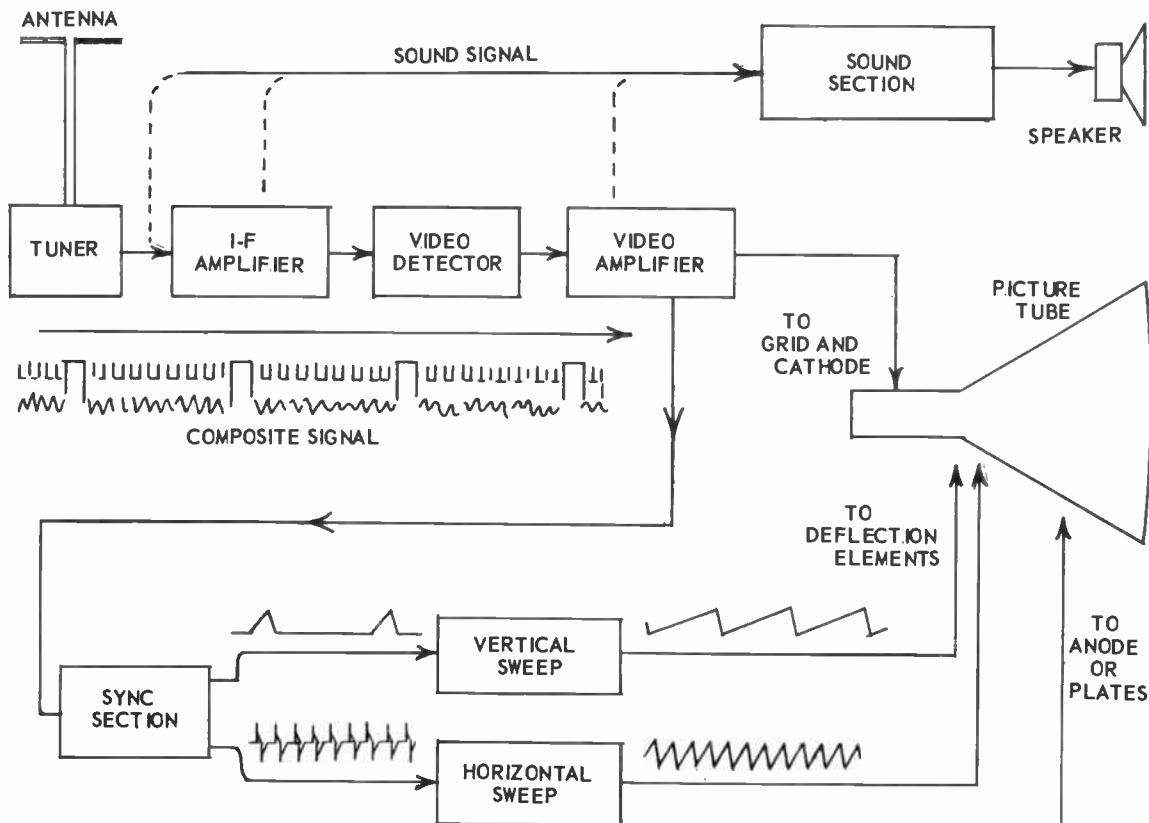 ANTENNA
SOUND SIGNAL
SOUND
SECTION
SPEAKER
TUNER
I-F
AMPLIFIER
VIDEO
DETECTOR
VIDEO
AMPLIFIER
TO
GRID AND
CATHODE
PICTURE
TUBE
COMPOSITE SIGNAL
TO
DEFLECTION
ELEMENTS
SYNC
SECTION
VERTICAL
SWEEP
HORIZONTAL
SWEEP
TO
ANODE
OR
PLATES